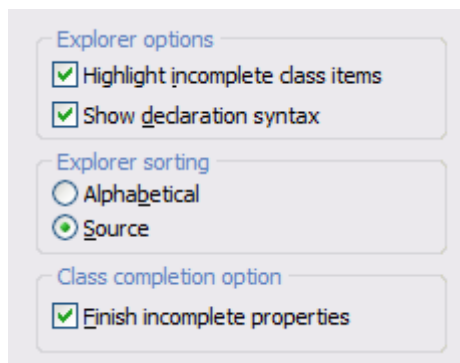 Explorer options
Highlight incomplete class items
Show declaration syntax
Explorer sorting
Alphabetical
Source
Class completion option
Finish incomplete properties